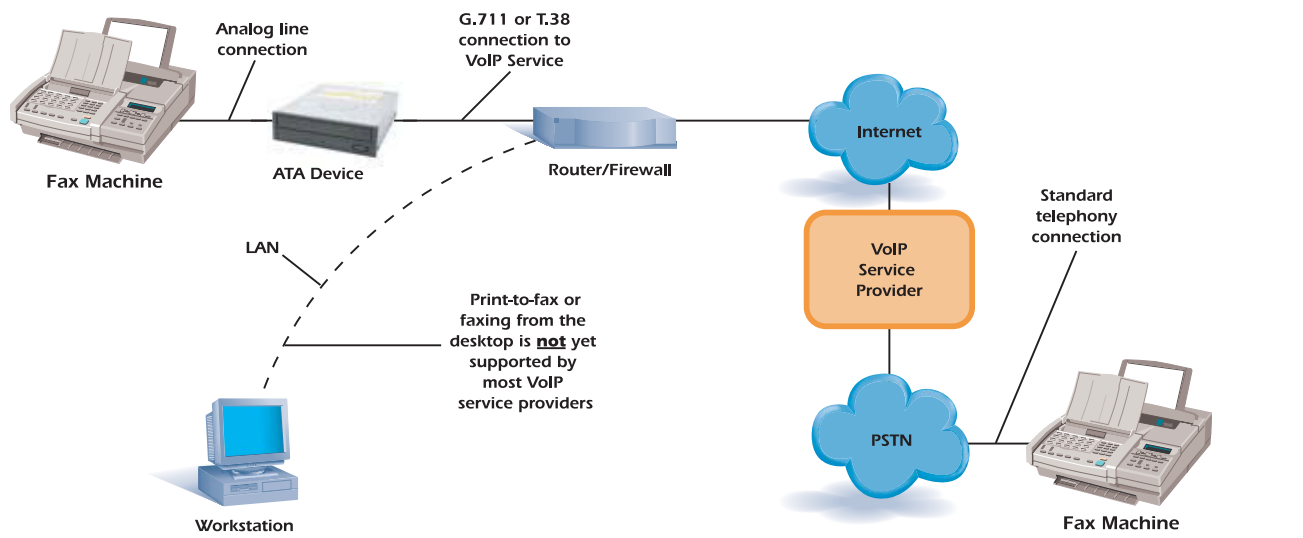 Analog line
connection
G.711 or T.38
connection to
VoIP Service
Fax Machine
ATA Device
Router/Firewall
Internet
LAN
VoIP
Service
Provider
Standard
telephony
connection
Print-to-fax or
faxing from the
desktop is not yet
supported by
most VoIP
service providers
PSTN
Workstation
Fax Machine